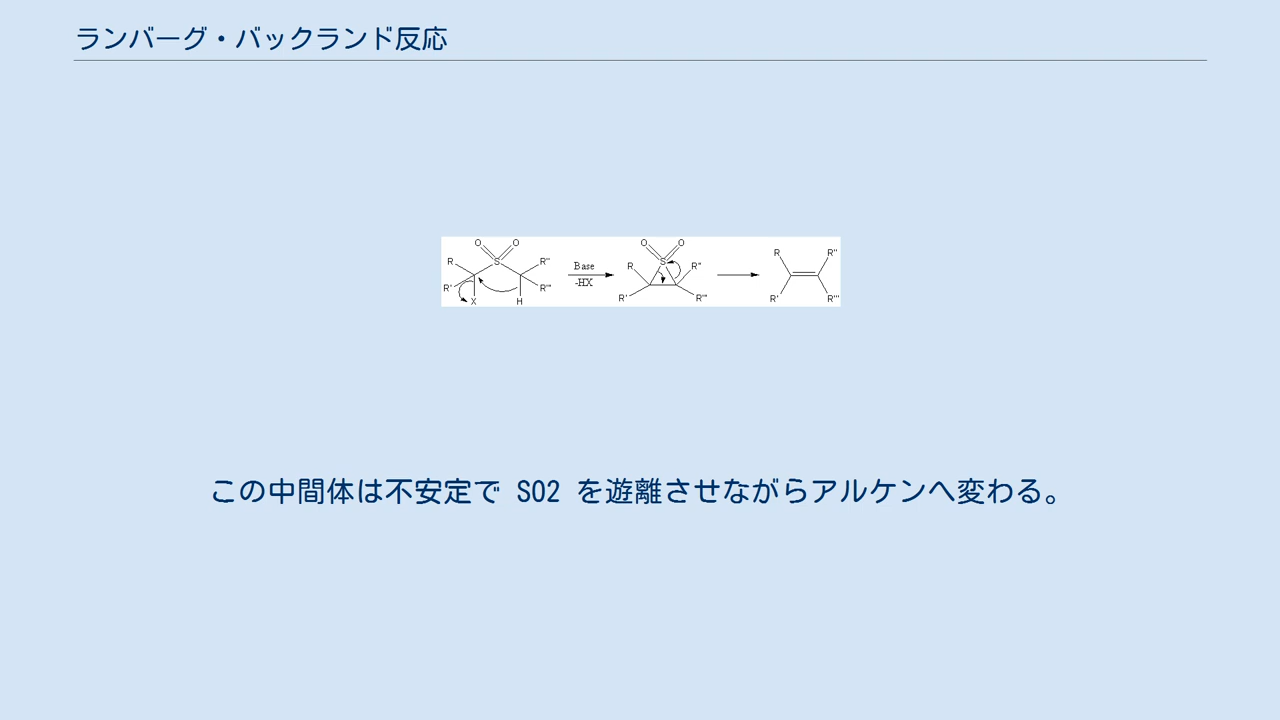 ランバーグ・バックランド反応
O O O O
R S R'' Base R S R'' R R''
R' R''' -HX R' R''' R' R'''
X H
この中間体は不安定で SO2 を遊離させながらアルケンへ変わる。